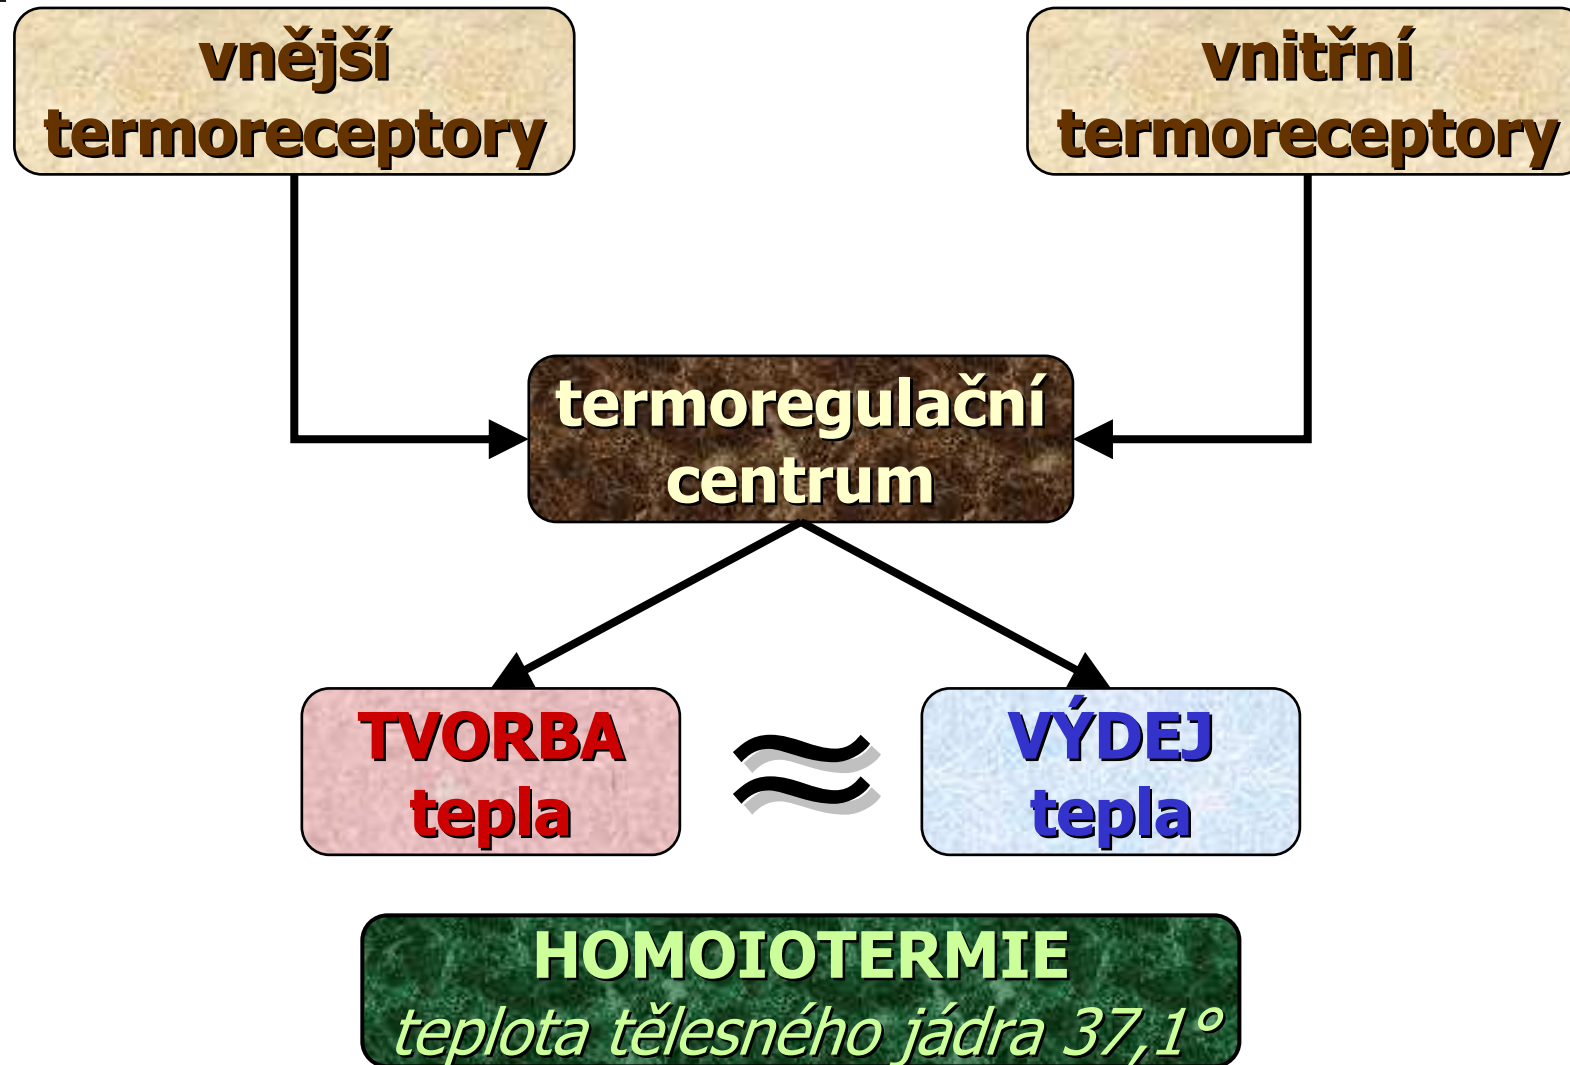 vnější
termoreceptory
vnitřní
termoreceptory
termoregulační
centrum
TVORBA
tepla
≈
VÝDEJ
tepla
HOMOIOTERMIE
teplota tělesného jádra 37,1°